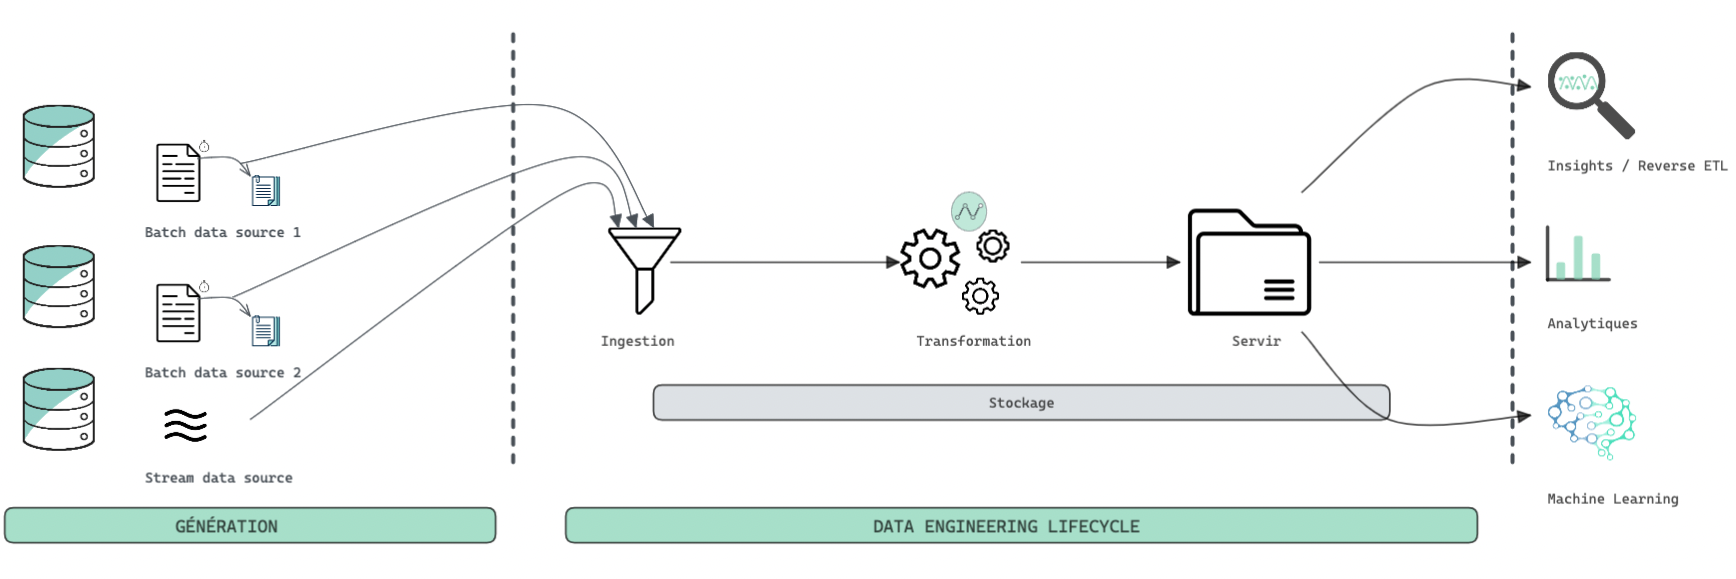 Batch data source 1
Batch data source 2
Stream data source
GÉNÉRATION
Ingestion
Transformation
Servir
Stockage
DATA ENGINEERING LIFECYCLE
Insights / Reverse ETL
Analytiques
Machine Learning